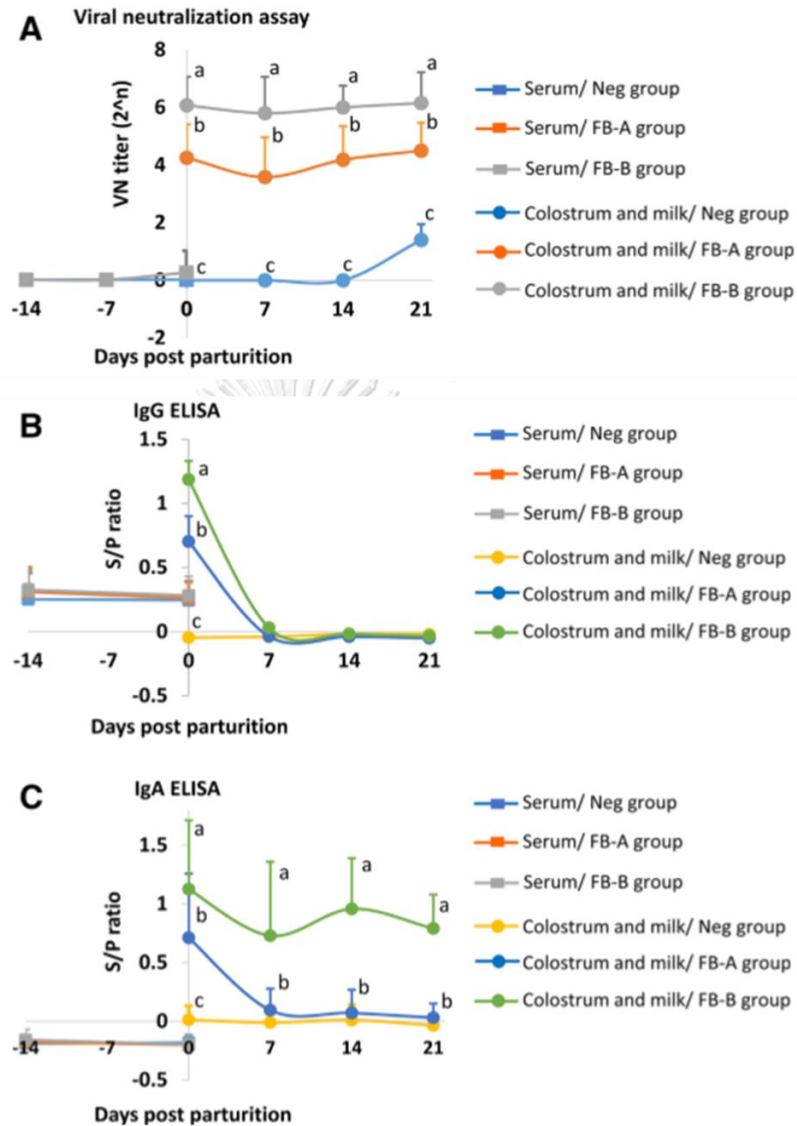 A
Viral neutralization assay
VN titer (2^n)
8
6
4
2
0
-2
a
a
a
a
b
b
b
b
c
c
c
c
-14
-7
0
7
14
21
Days post parturition
Serum/ Neg group
Serum/ FB-A group
Serum/ FB-B group
Colostrum and milk/ Neg group
Colostrum and milk/ FB-A group
Colostrum and milk/ FB-B group
B
IgG ELISA
S/P ratio
1.5
1
0.5
0
-0.5
a
b
c
-14
-7
0
7
14
21
Days post parturition
Serum/ Neg group
Serum/ FB-A group
Serum/ FB-B group
Colostrum and milk/ Neg group
Colostrum and milk/ FB-A group
Colostrum and milk/ FB-B group
C
IgA ELISA
S/P ratio
1.5
1
0.5
0
-0.5
a
a
a
a
b
b
b
b
c
-14
-7
0
7
14
21
Days post parturition
Serum/ Neg group
Serum/ FB-A group
Serum/ FB-B group
Colostrum and milk/ Neg group
Colostrum and milk/ FB-A group
Colostrum and milk/ FB-B group